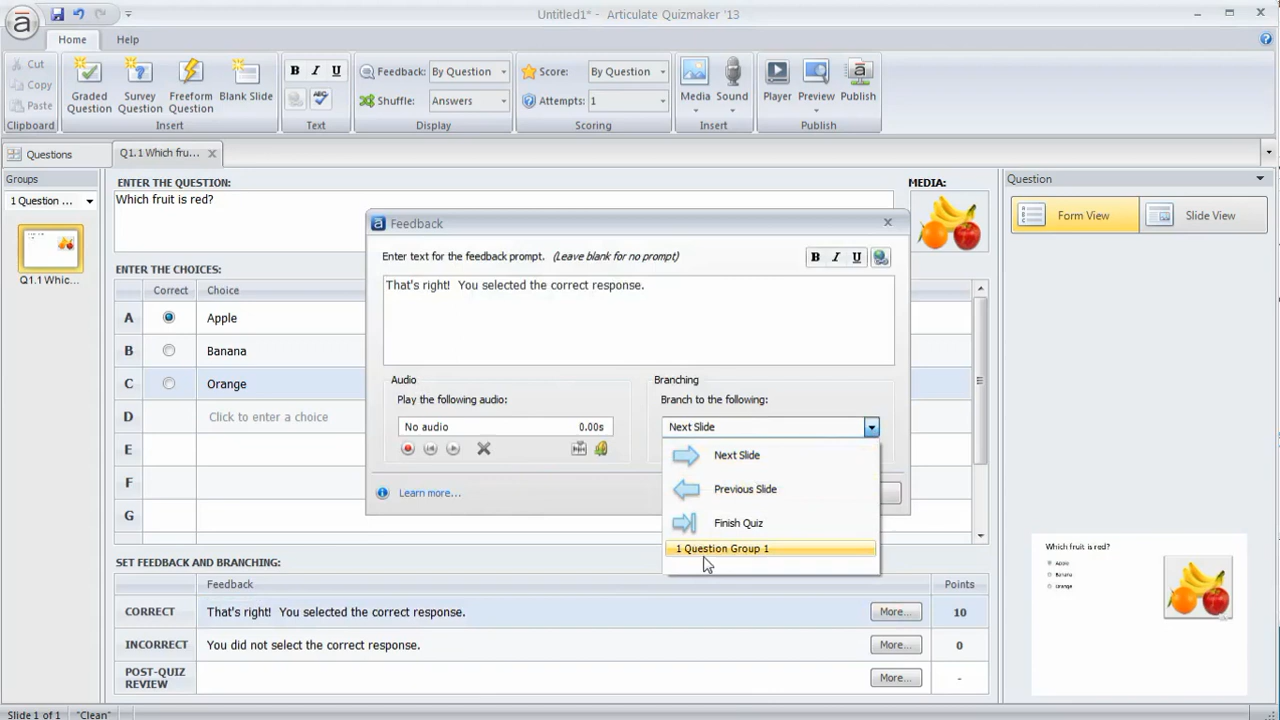 Untitled1* - Articulate Quizmaker '13
Home
Help
Cut
Copy
Paste
Clipboard
Graded Question
Survey Question
Freeform Question
Blank Slide
Insert
B I U
ABC
Text
Feedback: By Question
Shuffle: Answers
Display
Score: By Question
Attempts: 1
Scoring
Media
Sound
Insert
Player
Preview
Publish
Publish
Questions
Q1.1 Which fru...
Groups
1 Question ...
Q1.1 Whic...
ENTER THE QUESTION:
Which fruit is red?
MEDIA:
ENTER THE CHOICES:
Correct
Choice
A
Apple
B
Banana
C
Orange
D
Click to enter a choice
E
F
G
Feedback
Enter text for the feedback prompt. (Leave blank for no prompt)
B I U
That's right! You selected the correct response.
Audio
Play the following audio:
No audio 0.00s
Branching
Branch to the following:
Next Slide
Next Slide
Previous Slide
Finish Quiz
1 Question Group 1
Learn more...
SET FEEDBACK AND BRANCHING:
Feedback
Points
CORRECT
That's right! You selected the correct response.
More...
10
INCORRECT
You did not select the correct response.
More...
0
POST-QUIZ REVIEW
More...
-
Question
Form View
Slide View
Which fruit is red?
Apple
Banana
Orange
Slide 1 of 1
"Clean"